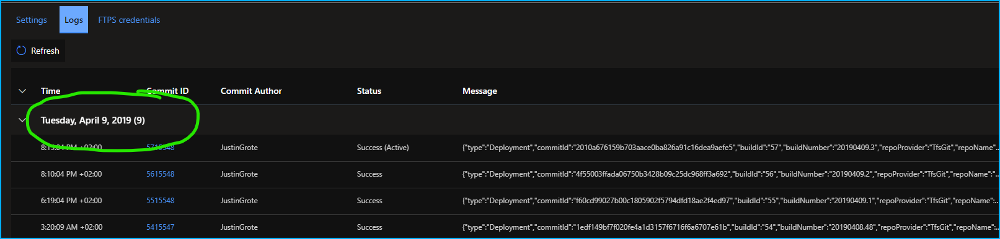 Settings Logs FTPS credentials
Refresh
Time Commit ID Commit Author Status Message
Tuesday, April 9, 2019 (9)
8:15:04 PM +02:00 5715548 JustinGrote Success (Active) {"type":"Deployment","commitId":"2010a676159b703aace0ba826a91c16dea9aefe5","buildId":"57","buildNumber":"20190409.3","repoProvider":"TfsGit","repoName"...
8:10:04 PM +02:00 5615548 JustinGrote Success {"type":"Deployment","commitId":"4f55003ffada06750b3428b09c25dc968ff3a692","buildId":"56","buildNumber":"20190409.2","repoProvider":"TfsGit","repoName":...
6:19:04 PM +02:00 5515548 JustinGrote Success {"type":"Deployment","commitId":"f60cd99027b00c1805902f5794dfd18ae2f4ed97","buildId":"55","buildNumber":"20190409.1","repoProvider":"TfsGit","repoName":...
3:20:09 AM +02:00 5415547 JustinGrote Success {"type":"Deployment","commitId":"1edf149bf7f020fe4a1d3157f6716f6a6707e61b","buildId":"54","buildNumber":"20190408.48","repoProvider":"TfsGit","repoName"...